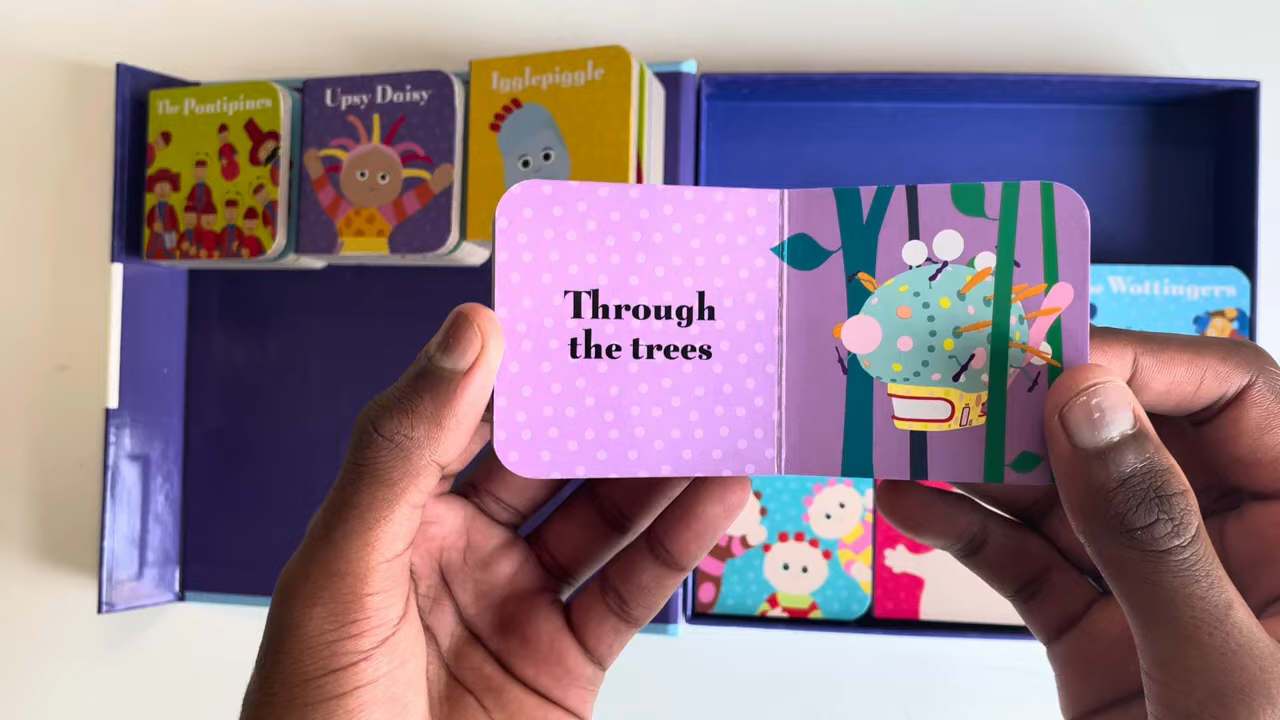 The Pontipines
Upsy Daisy
Igglepiggle
Through
the trees
Wottingers